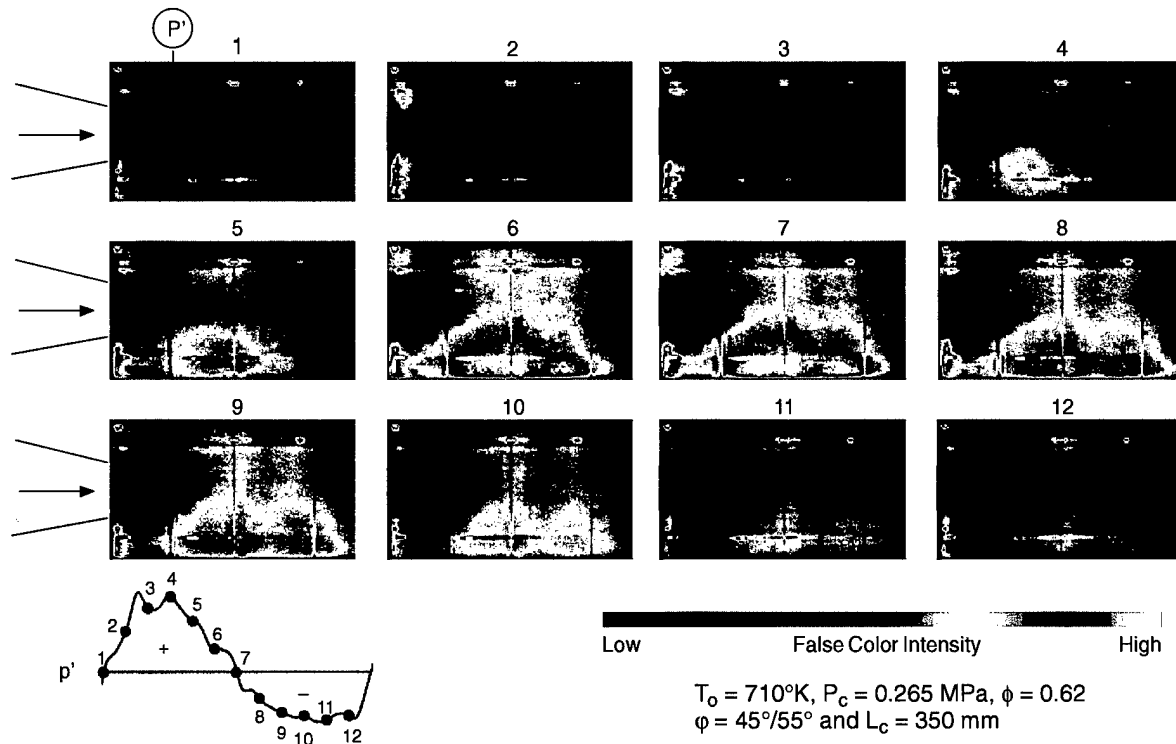 P'
1 2 3 4
5 6 7 8
9 10 11 12
1 2 3 4 5 6 7 8 9 10 11 12
+
−
p'
Low False Color Intensity High
T₀ = 710°K, P_c = 0.265 MPa, ϕ = 0.62
φ = 45°/55° and L_c = 350 mm